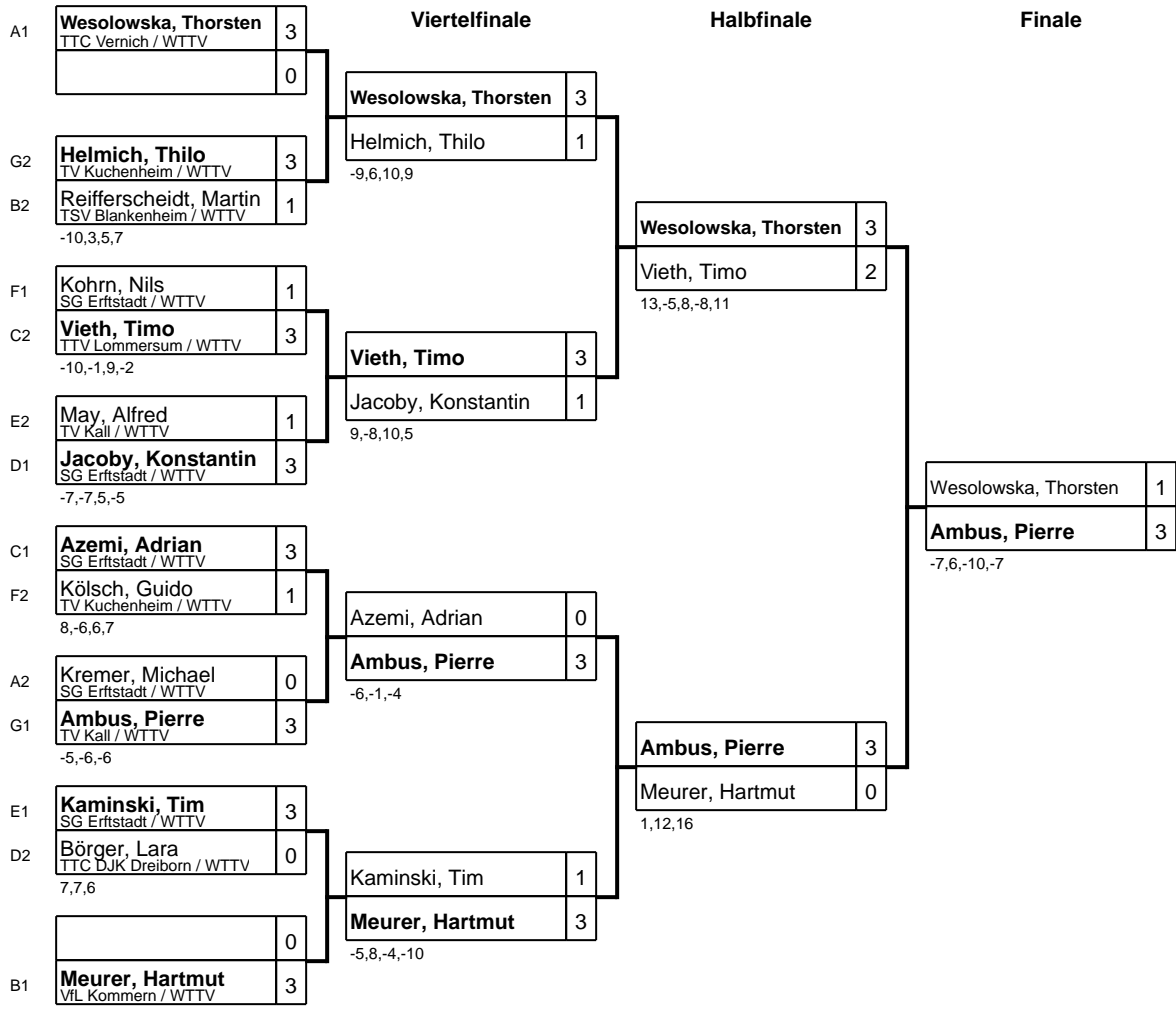 Viertelfinale
Halbfinale
Finale
A1
Wesolowska, Thorsten 3
TTC Vernich / WTTV
0
G2
Helmich, Thilo 3
TV Kuchenheim / WTTV
B2
Reifferscheidt, Martin 1
TSV Blankenheim / WTTV
-10,3,5,7
F1
Kohrn, Nils 1
SG Erftstadt / WTTV
C2
Vieth, Timo 3
TTV Lommersum / WTTV
-10,-1,9,-2
E2
May, Alfred 1
TV Kall / WTTV
D1
Jacoby, Konstantin 3
SG Erftstadt / WTTV
-7,-7,5,-5
C1
Azemi, Adrian 3
SG Erftstadt / WTTV
F2
Kölsch, Guido 1
TV Kuchenheim / WTTV
8,-6,6,7
A2
Kremer, Michael 0
SG Erftstadt / WTTV
G1
Ambus, Pierre 3
TV Kall / WTTV
-5,-6,-6
E1
Kaminski, Tim 3
SG Erftstadt / WTTV
D2
Börger, Lara 0
TTC DJK Dreiborn / WTTV
7,7,6
0
B1
Meurer, Hartmut 3
VfL Kommern / WTTV
Wesolowska, Thorsten 3
Helmich, Thilo 1
-9,6,10,9
Vieth, Timo 3
Jacoby, Konstantin 1
9,-8,10,5
Azemi, Adrian 0
Ambus, Pierre 3
-6,-1,-4
Kaminski, Tim 1
Meurer, Hartmut 3
-5,8,-4,-10
Wesolowska, Thorsten 3
Vieth, Timo 2
13,-5,8,-8,11
Ambus, Pierre 3
Meurer, Hartmut 0
1,12,16
Wesolowska, Thorsten 1
Ambus, Pierre 3
-7,6,-10,-7